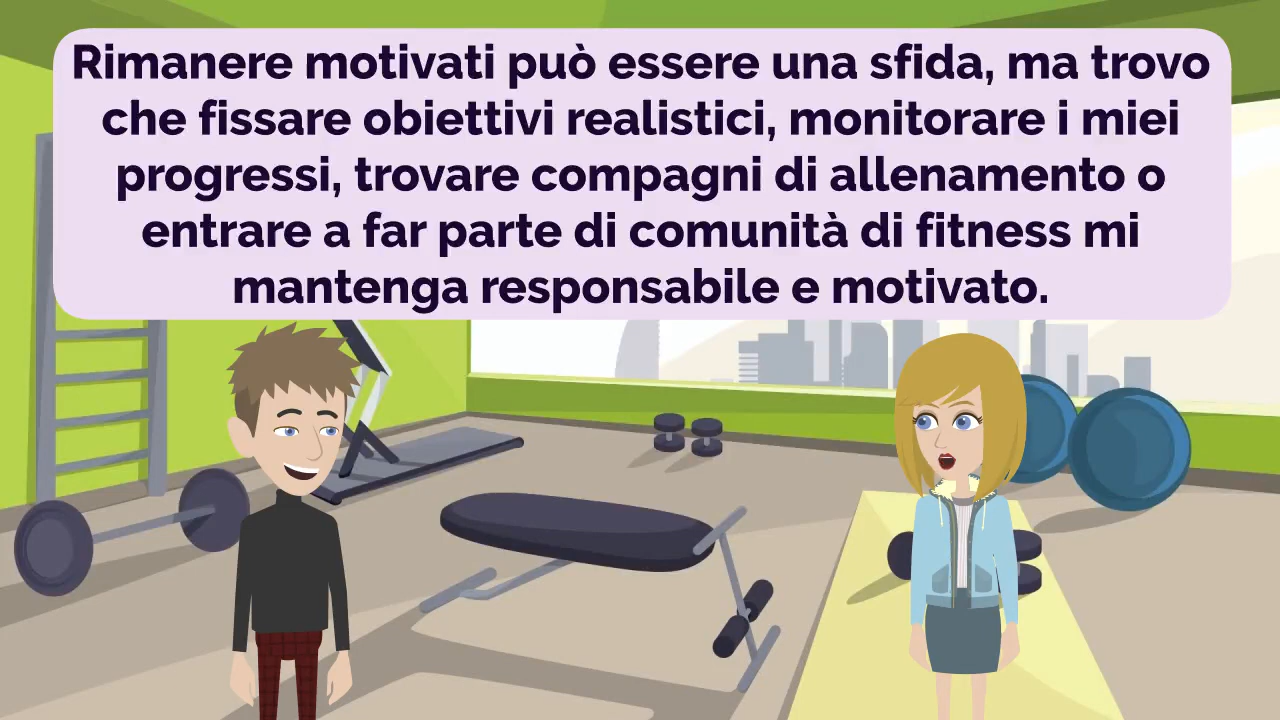 Rimanere motivati può essere una sfida, ma trovo
che fissare obiettivi realistici, monitorare i miei
progressi, trovare compagni di allenamento o
entrare a far parte di comunità di fitness mi
mantenga responsabile e motivato.